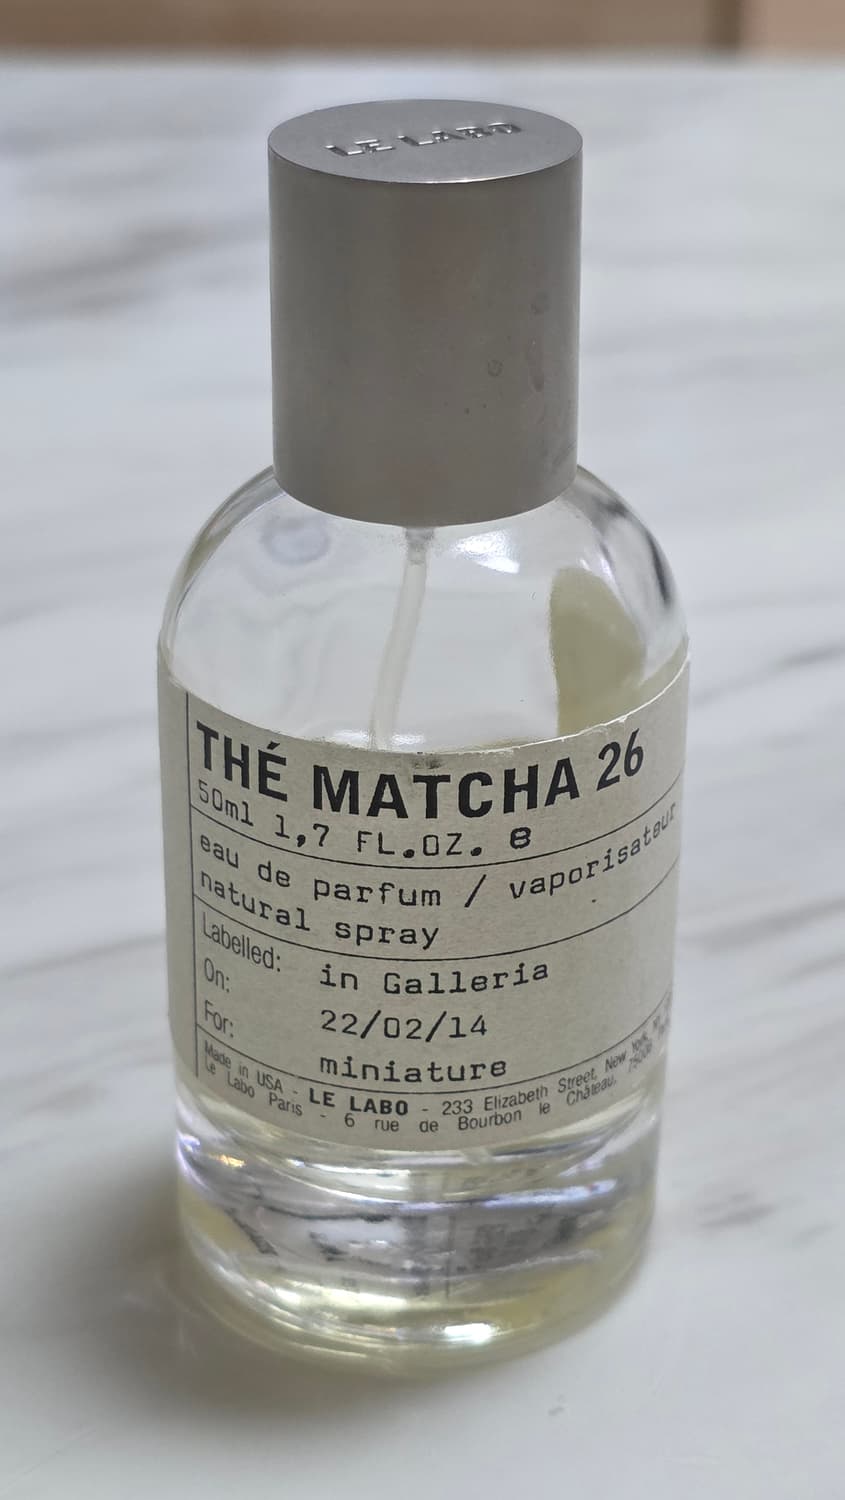 LE LABO
THÉ MATCHA 26
50ml 1,7 FL.OZ. e
eau de parfum / vaporisateur
natural spray
Labelled: in Galleria
On: 22/02/14
For: miniature
Made in USA - LE LABO - 233 Elizabeth Street, New York,
Le Labo Paris - 6 rue de Bourbon le Château,